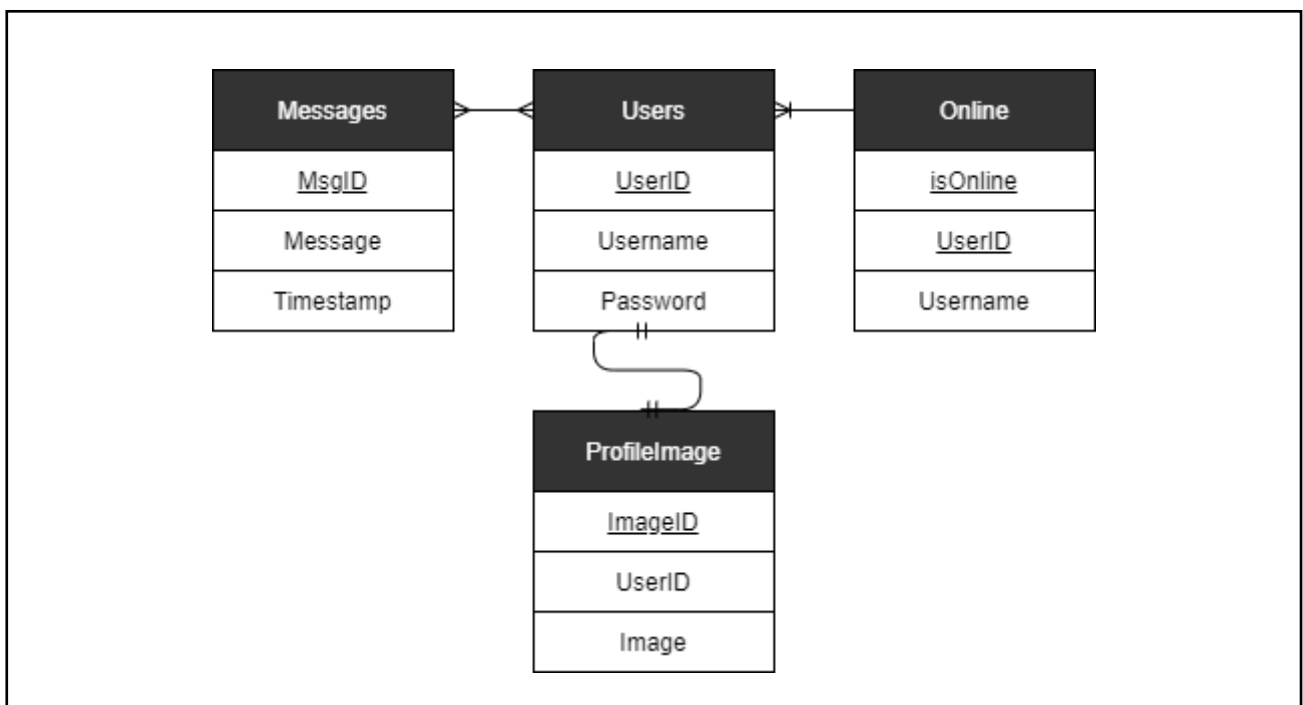 Messages
MsgID
Message
Timestamp
Users
UserID
Username
Password
Online
isOnline
UserID
Username
ProfileImage
ImageID
UserID
Image